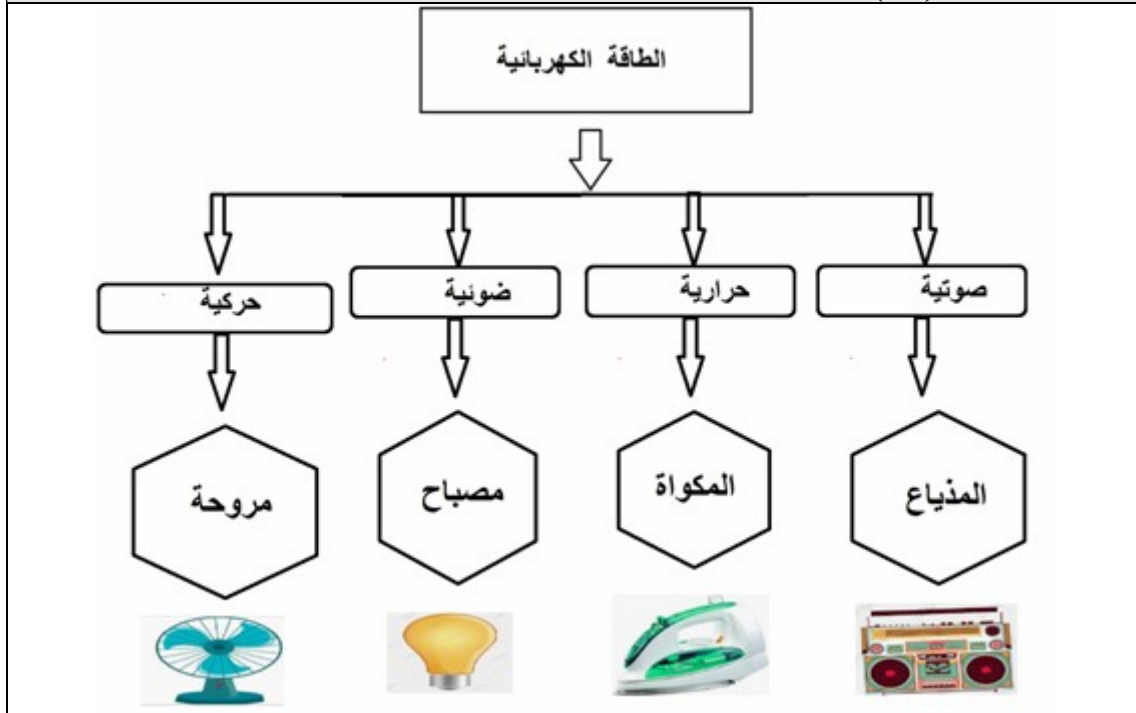 الطاقة الكهربائية
صوتية
حرارية
ضوئية
حركية
المذياع
المكواة
مصباح
مروحة